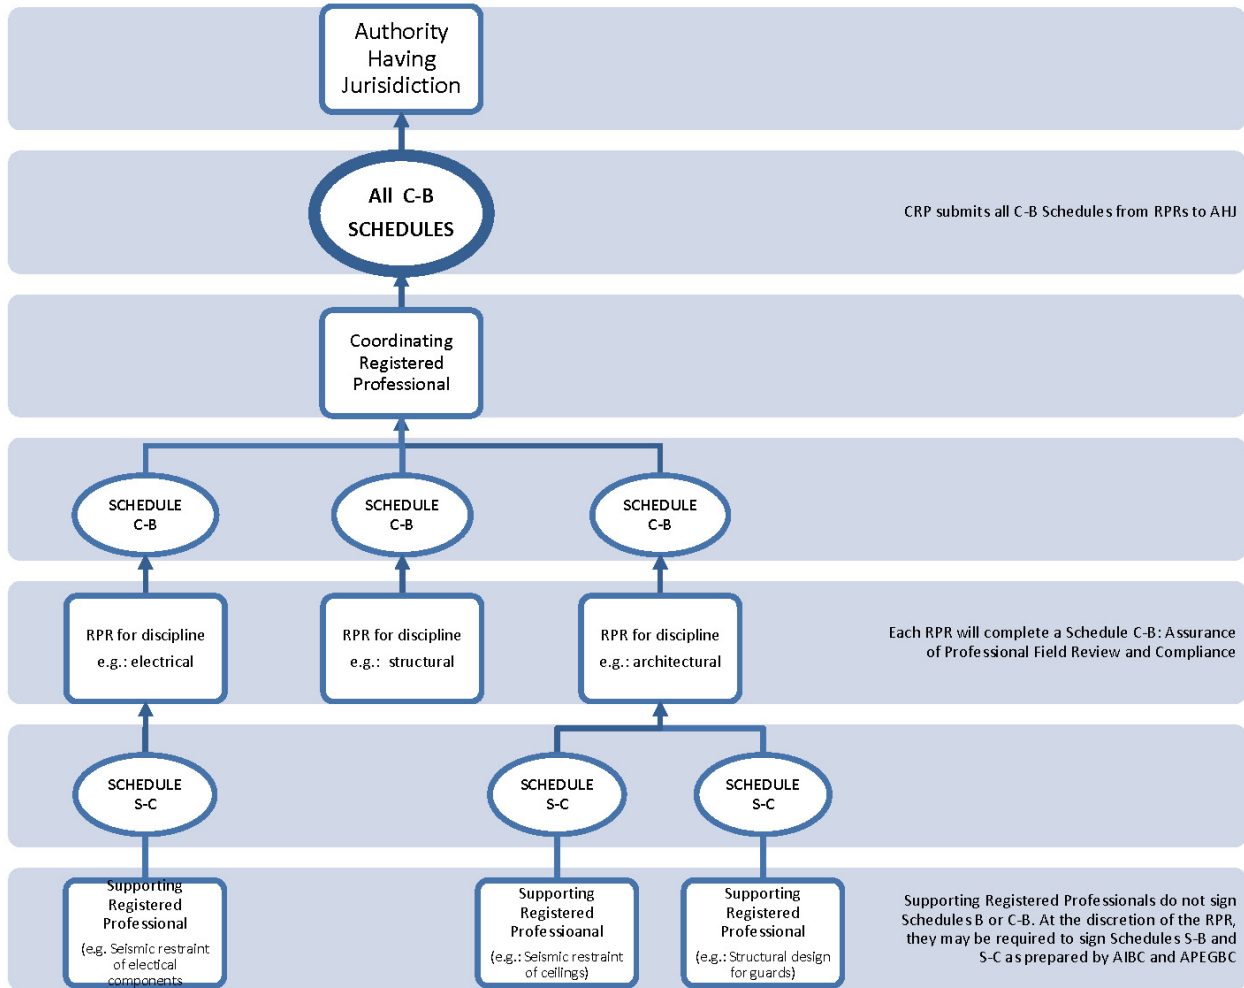 Authority
Having
Jurisidiction
All C-B
SCHEDULES
CRP submits all C-B Schedules from RPRs to AHJ
Coordinating
Registered
Professional
SCHEDULE
C-B
SCHEDULE
C-B
SCHEDULE
C-B
RPR for discipline
e.g.: electrical
RPR for discipline
e.g.: structural
RPR for discipline
e.g.: architectural
Each RPR will complete a Schedule C-B: Assurance
of Professional Field Review and Compliance
SCHEDULE
S-C
SCHEDULE
S-C
SCHEDULE
S-C
Supporting
Registered
Professional
(e.g. Seismic restraint
of electical
components
Supporting
Registered
Professioanal
(e.g.: Seismic restraint
of ceilings)
Supporting
Registered
Professional
(e.g.: Structural design
for guards)
Supporting Registered Professionals do not sign
Schedules B or C-B. At the discretion of the RPR,
they may be required to sign Schedules S-B and
S-C as prepared by AIBC and APEGBC